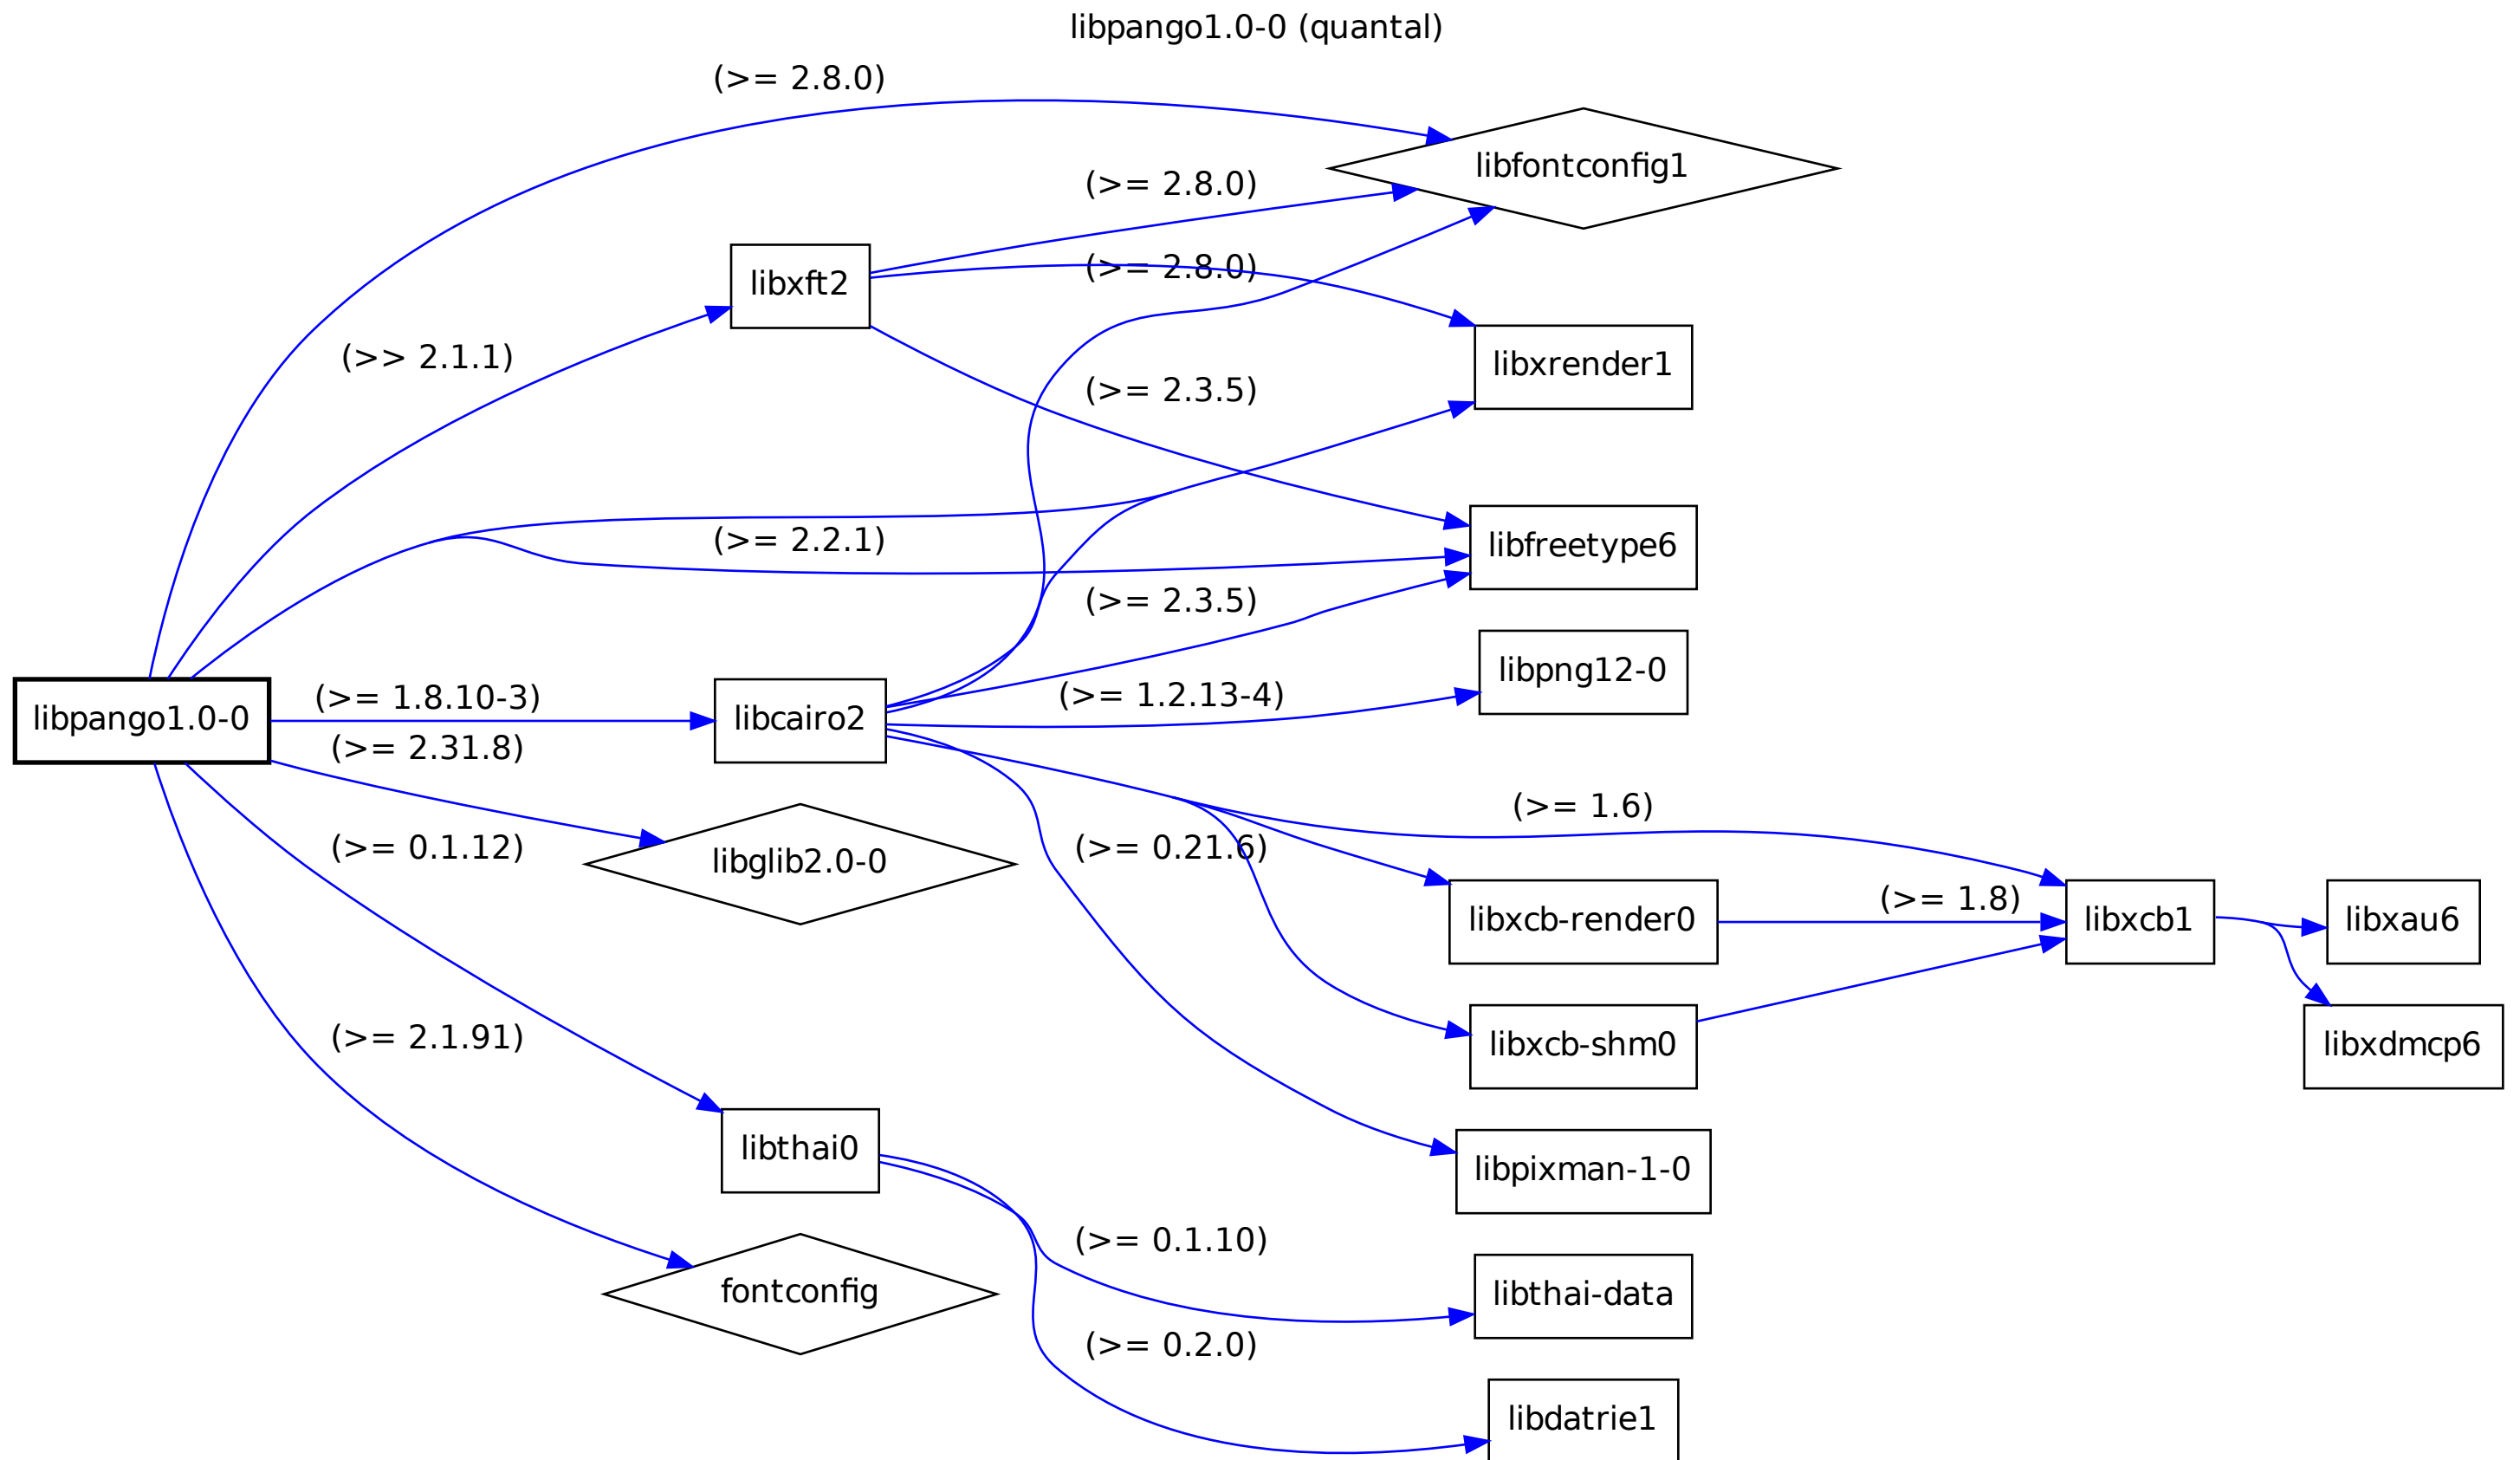 libpango1.0-0 (quantal)
(>= 2.8.0)
libfontconfig1
(>= 2.8.0)
(>= 2.8.0)
libxft2
(>> 2.1.1)
libxrender1
(>= 2.3.5)
(>= 2.2.1)
libfreetype6
(>= 2.3.5)
libpng12-0
(>= 1.8.10-3)
(>= 1.2.13-4)
libpango1.0-0
libcairo2
(>= 2.31.8)
(>= 1.6)
(>= 0.1.12)
libglib2.0-0
(>= 0.21.6)
(>= 1.8)
libxcb-render0
libxcb1
libxau6
(>= 2.1.91)
libxcb-shm0
libxdmcp6
libthai0
libpixman-1-0
(>= 0.1.10)
fontconfig
libthai-data
(>= 0.2.0)
libdatrie1